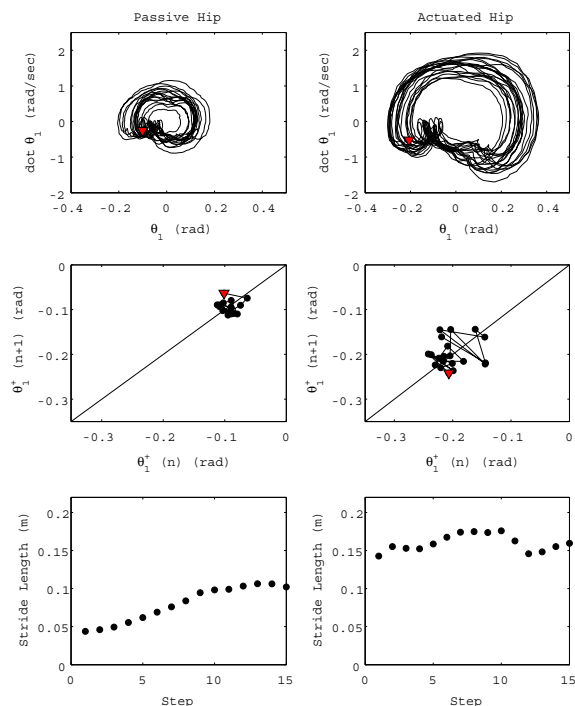 Passive Hip
Actuated Hip
dot θ1 (rad/sec)
2
1
0
-1
-2
-0.4 -0.2 0 0.2 0.4
θ1 (rad)
dot θ1 (rad/sec)
2
1
0
-1
-2
-0.4 -0.2 0 0.2 0.4
θ1 (rad)
θ1+ (n+1) (rad)
0
-0.1
-0.2
-0.3
-0.3 -0.2 -0.1 0
θ1+ (n) (rad)
θ1+ (n+1) (rad)
0
-0.1
-0.2
-0.3
-0.3 -0.2 -0.1 0
θ1+ (n) (rad)
Stride Length (m)
0.2
0.15
0.1
0.05
0
0 5 10 15
Step
Stride Length (m)
0.2
0.15
0.1
0.05
0
0 5 10 15
Step